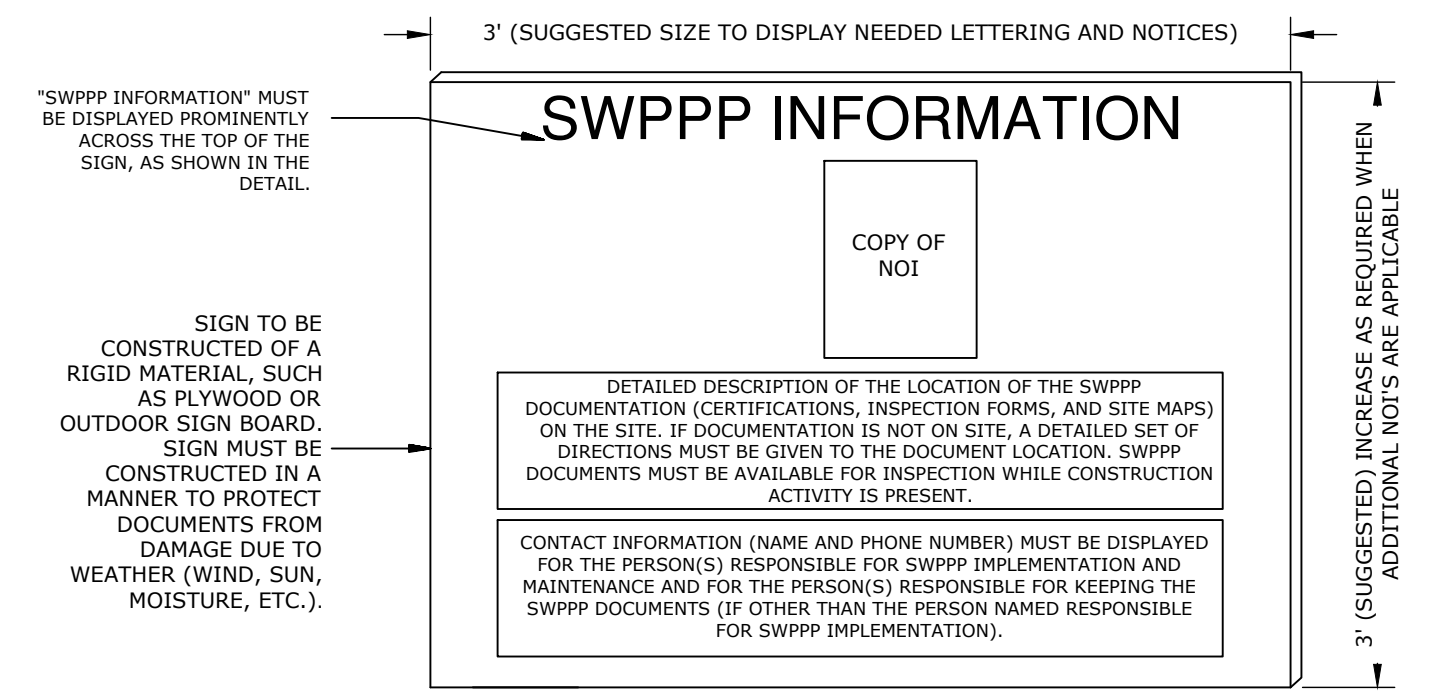 3' (SUGGESTED SIZE TO DISPLAY NEEDED LETTERING AND NOTICES)
"SWPPP INFORMATION" MUST
BE DISPLAYED PROMINENTLY
ACROSS THE TOP OF THE
SIGN, AS SHOWN IN THE
DETAIL.
SWPPP INFORMATION
COPY OF
NOI
SIGN TO BE
CONSTRUCTED OF A
RIGID MATERIAL, SUCH
AS PLYWOOD OR
OUTDOOR SIGN BOARD.
SIGN MUST BE
CONSTRUCTED IN A
MANNER TO PROTECT
DOCUMENTS FROM
DAMAGE DUE TO
WEATHER (WIND, SUN,
MOISTURE, ETC.).
DETAILED DESCRIPTION OF THE LOCATION OF THE SWPPP
DOCUMENTATION (CERTIFICATIONS, INSPECTION FORMS, AND SITE MAPS)
ON THE SITE. IF DOCUMENTATION IS NOT ON SITE, A DETAILED SET OF
DIRECTIONS MUST BE GIVEN TO THE DOCUMENT LOCATION. SWPPP
DOCUMENTS MUST BE AVAILABLE FOR INSPECTION WHILE CONSTRUCTION
ACTIVITY IS PRESENT.
CONTACT INFORMATION (NAME AND PHONE NUMBER) MUST BE DISPLAYED
FOR THE PERSON(S) RESPONSIBLE FOR SWPPP IMPLEMENTATION AND
MAINTENANCE AND FOR THE PERSON(S) RESPONSIBLE FOR KEEPING THE
SWPPP DOCUMENTS (IF OTHER THAN THE PERSON NAMED RESPONSIBLE
FOR SWPPP IMPLEMENTATION).
3' (SUGGESTED) INCREASE AS REQUIRED WHEN
ADDITIONAL NOI'S ARE APPLICABLE